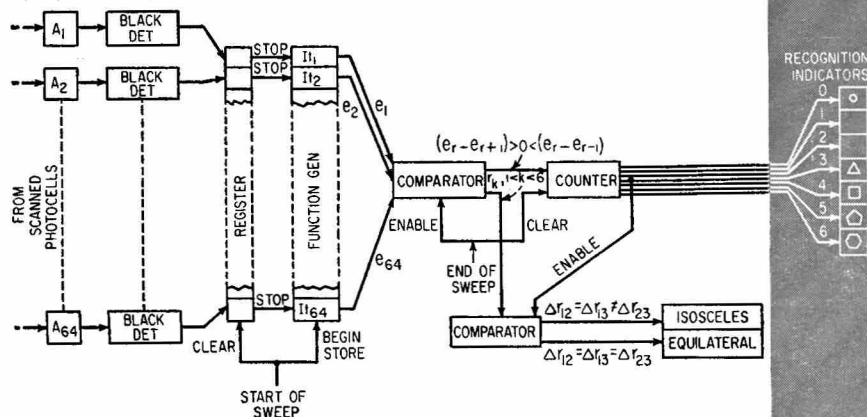 A1
BLACK DET
A2
BLACK DET
FROM SCANNED PHOTOCELLS
A64
BLACK DET
REGISTER
STOP
STOP
STOP
CLEAR
It1
It2
FUNCTION GEN
It64
BEGIN STORE
START OF SWEEP
e1
e2
e64
(er–er+1)>0<(er–er–1)
COMPARATOR
rk, 1<k<6
COUNTER
ENABLE
CLEAR
END OF SWEEP
ENABLE
COMPARATOR
Δr12=Δr13≠Δr23
ISOSCELES
Δr12=Δr13=Δr23
EQUILATERAL
RECOGNITION
INDICATORS
0
1
2
3
4
5
6